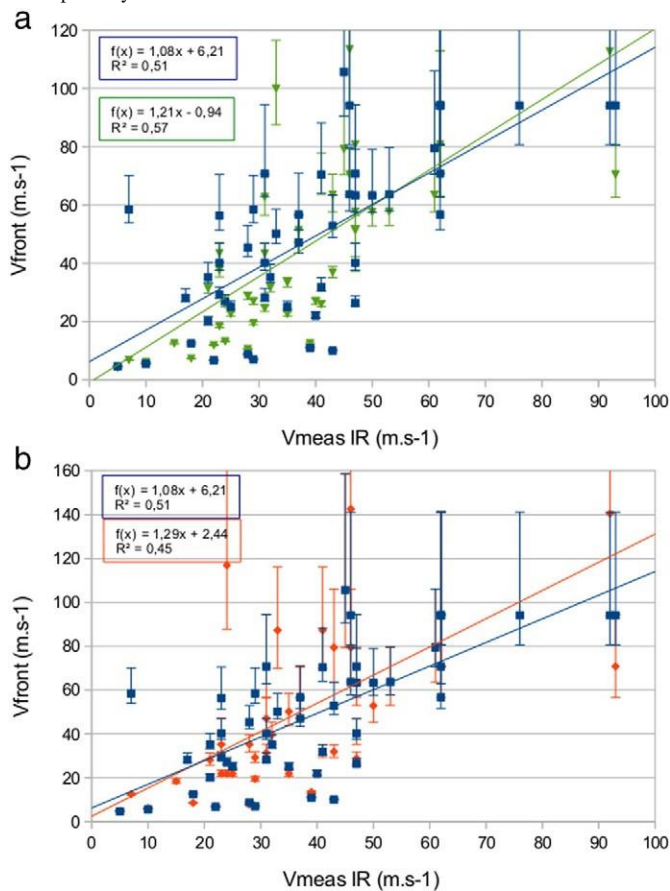 a
120
f(x) = 1,08x + 6,21
R² = 0,51
100
f(x) = 1,21x - 0,94
R² = 0,57
80
60
40
20
0
Vfront (m.s-1)
0 10 20 30 40 50 60 70 80 90 100
Vmeas IR (m.s-1)
b
160
f(x) = 1,08x + 6,21
R² = 0,51
140
f(x) = 1,29x + 2,44
R² = 0,45
120
100
80
60
40
20
0
Vfront (m.s-1)
0 10 20 30 40 50 60 70 80 90 100
Vmeas IR (m.s-1)